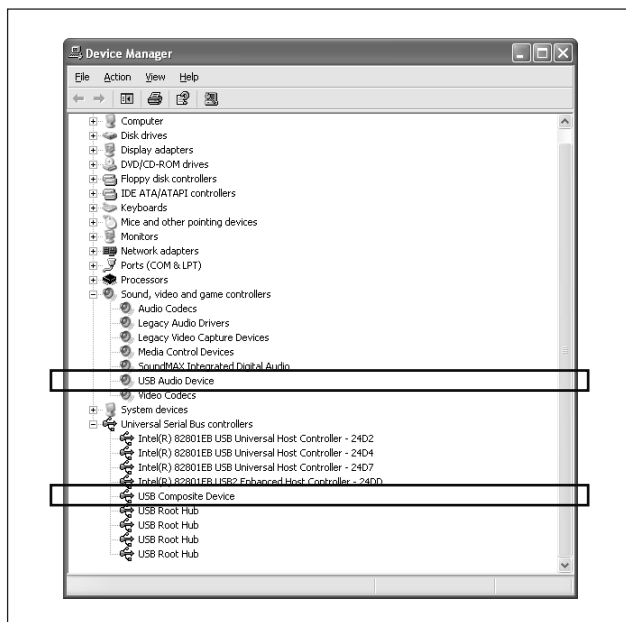 Device Manager
File Action View Help
Computer
Disk drives
Display adapters
DVD/CD-ROM drives
Floppy disk controllers
IDE ATA/ATAPI controllers
Keyboards
Mice and other pointing devices
Monitors
Network adapters
Ports (COM & LPT)
Processors
Sound, video and game controllers
Audio Codecs
Legacy Audio Drivers
Legacy Video Capture Devices
Media Control Devices
SoundMAX Integrated Digital Audio
USB Audio Device
Video Codecs
System devices
Universal Serial Bus controllers
Intel(R) 82801EB USB Universal Host Controller - 24D2
Intel(R) 82801EB USB Universal Host Controller - 24D4
Intel(R) 82801EB USB Universal Host Controller - 24D7
Intel(R) 82801EB USB2 Enhanced Host Controller - 24DD
USB Composite Device
USB Root Hub
USB Root Hub
USB Root Hub
USB Root Hub